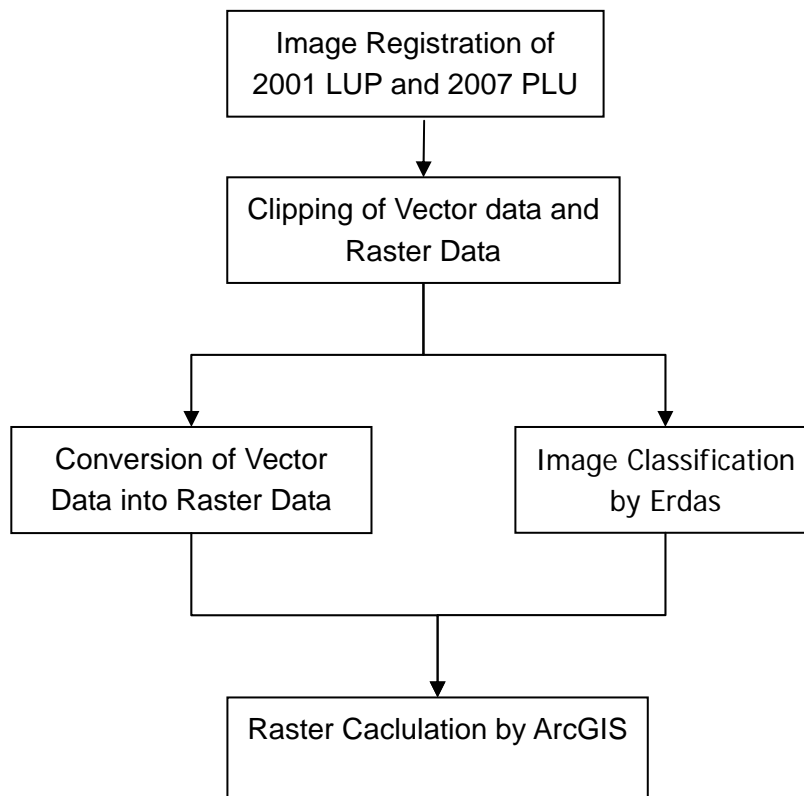 Image Registration of
2001 LUP and 2007 PLU
Clipping of Vector data and
Raster Data
Conversion of Vector
Data into Raster Data
Image Classification
by Erdas
Raster Caclulation by ArcGIS